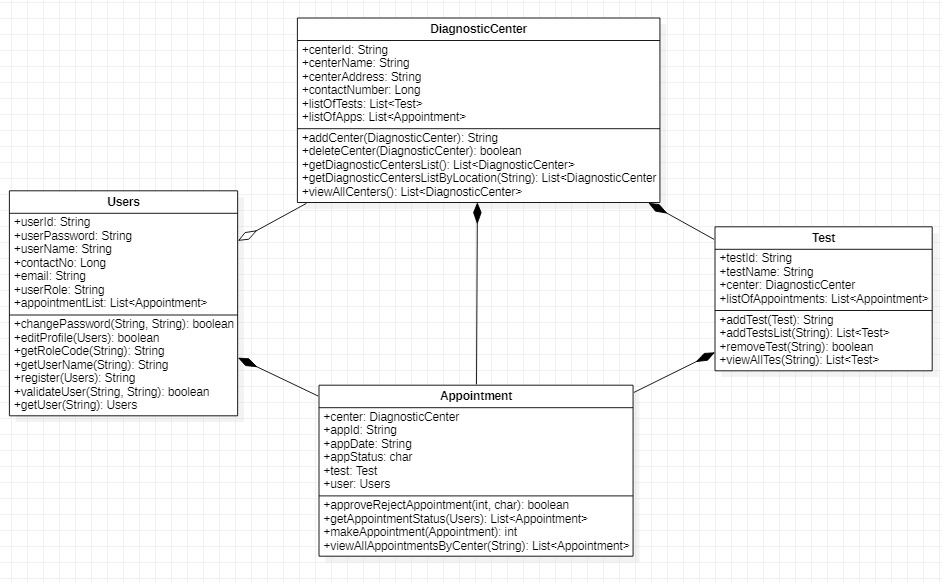 DiagnosticCenter
+centerId: String
+centerName: String
+centerAddress: String
+contactNumber: Long
+listOfTests: List<Test>
+listOfApps: List<Appointment>
+addCenter(DiagnosticCenter): String
+deleteCenter(DiagnosticCenter): boolean
+getDiagnosticCentersList(): List<DiagnosticCenter>
+getDiagnosticCentersListByLocation(String): List<DiagnosticCenter
+viewAllCenters(): List<DiagnosticCenter>
Users
+userId: String
+userPassword: String
+userName: String
+contactNo: Long
+email: String
+userRole: String
+appointmentList: List<Appointment>
+changePassword(String, String): boolean
+editProfile(Users): boolean
+getRoleCode(String): String
+getUserName(String): String
+register(Users): String
+validateUser(String, String): boolean
+getUser(String): Users
Test
+testId: String
+testName: String
+center: DiagnosticCenter
+listOfAppointments: List<Appointment>
+addTest(Test): String
+addTestsList(String): List<Test>
+removeTest(String): boolean
+viewAllTes(String): List<Test>
Appointment
+center: DiagnosticCenter
+appId: String
+appDate: String
+appStatus: char
+test: Test
+user: Users
+approveRejectAppointment(int, char): boolean
+getAppointmentStatus(Users): List<Appointment>
+makeAppointment(Appointment): int
+viewAllAppointmentsByCenter(String): List<Appointment>